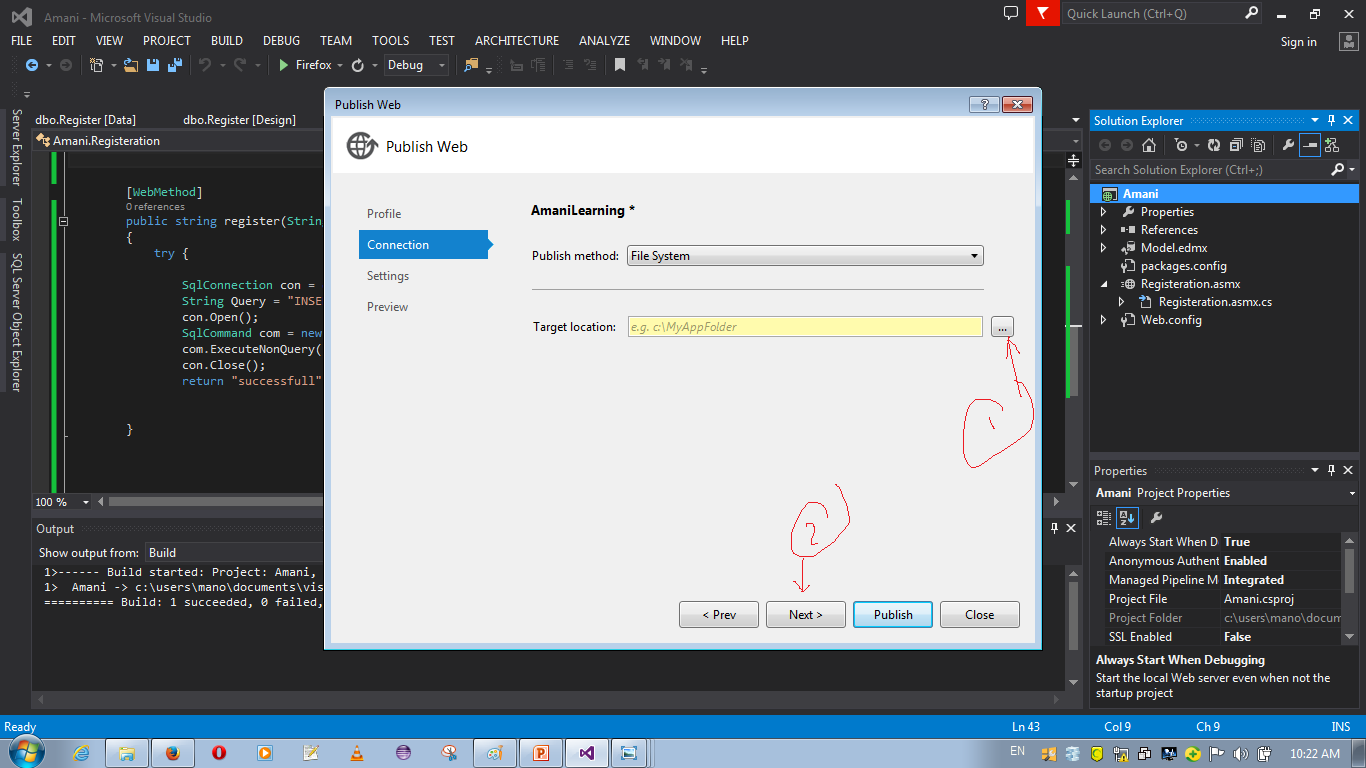 Amani - Microsoft Visual Studio
Quick Launch (Ctrl+Q)
FILE EDIT VIEW PROJECT BUILD DEBUG TEAM TOOLS TEST ARCHITECTURE ANALYZE WINDOW HELP
Sign in
Firefox
Debug
Server Explorer
Toolbox
SQL Server Object Explorer
dbo.Register [Data]
dbo.Register [Design]
Amani.Registeration
[WebMethod]
0 references
public string register(Strin
{
try {
SqlConnection con =
String Query = "INSE
con.Open();
SqlCommand com = new
com.ExecuteNonQuery(
con.Close();
return "successfull"
}
100 %
Output
Show output from: Build
1>------ Build started: Project: Amani,
1> Amani -> c:\users\mano\documents\vis
========== Build: 1 succeeded, 0 failed,
Publish Web
?
Publish Web
Profile
Connection
Settings
Preview
AmaniLearning *
Publish method: File System
Target location: e.g. c:\MyAppFolder ...
1
2
< Prev
Next >
Publish
Close
Solution Explorer
Search Solution Explorer (Ctrl+;)
Amani
Properties
References
Model.edmx
packages.config
Registeration.asmx
Registeration.asmx.cs
Web.config
Properties
Amani Project Properties
Always Start When D True
Anonymous Authent Enabled
Managed Pipeline M Integrated
Project File Amani.csproj
Project Folder c:\users\mano\docum
SSL Enabled False
Always Start When Debugging
Start the local Web server even when not the
startup project
Ready
Ln 43
Col 9
Ch 9
INS
EN
10:22 AM